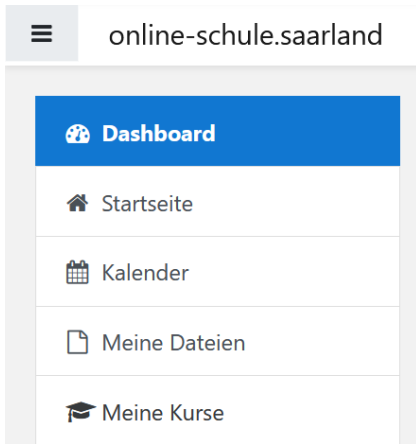 online-schule.saarland
Dashboard
Startseite
Kalender
Meine Dateien
Meine Kurse